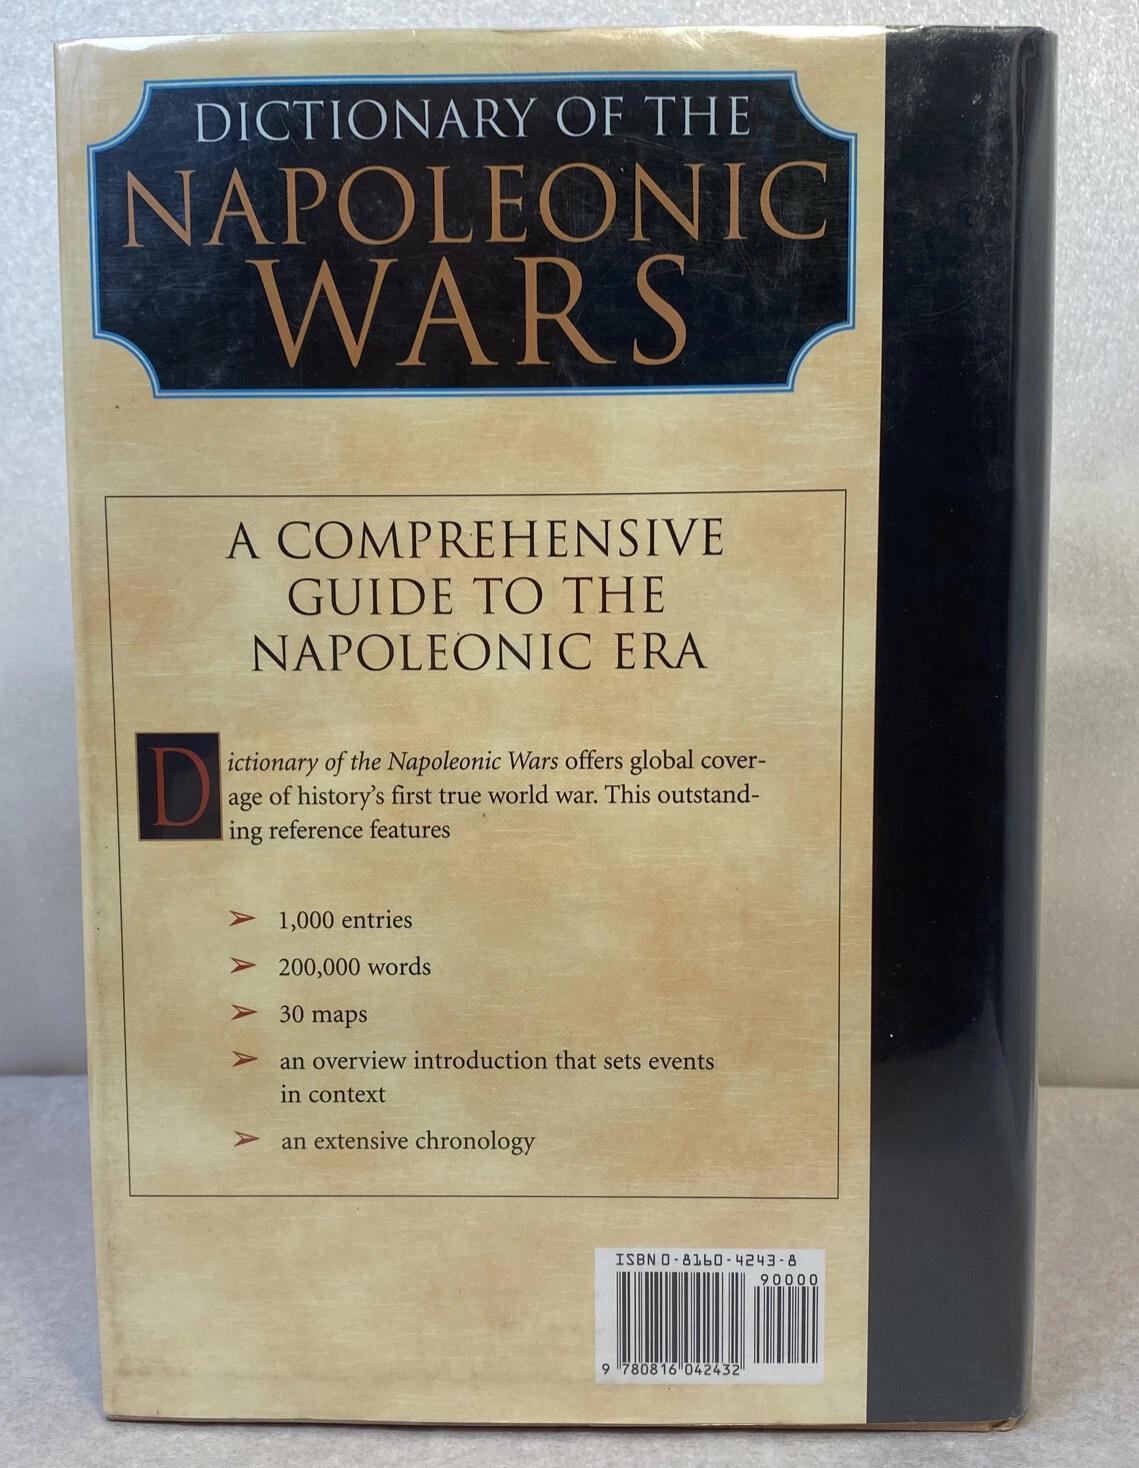 DICTIONARY OF THE
NAPOLEONIC
WARS
A COMPREHENSIVE
GUIDE TO THE
NAPOLEONIC ERA
Dictionary of the Napoleonic Wars offers global cover-
age of history's first true world war. This outstand-
ing reference features
➢ 1,000 entries
➢ 200,000 words
➢ 30 maps
➢ an overview introduction that sets events
in context
➢ an extensive chronology
ISBN 0-8160-4243-8
90000
9 780816 042432